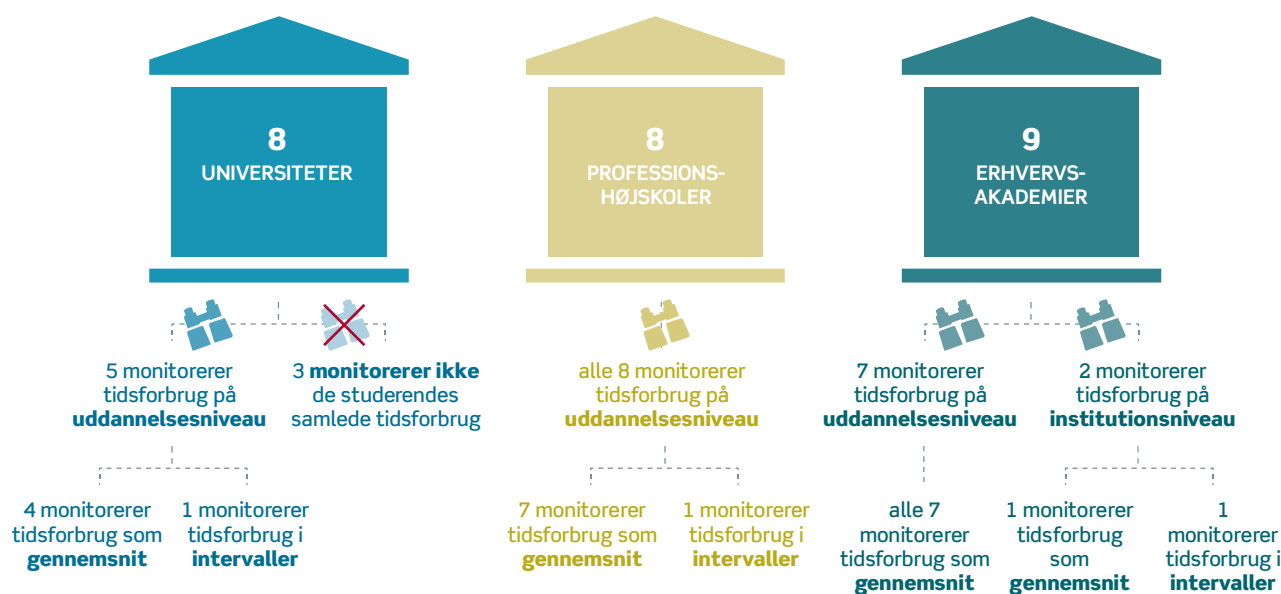 8
UNIVERSITETER
8
PROFESSIONS-
HØJSKOLER
9
ERHVERVS-
AKADEMIER
5 monitorerer
tidsforbrug på
uddannelsesniveau
3 monitorerer ikke
de studerendes
samlede tidsforbrug
alle 8 monitorerer
tidsforbrug på
uddannelsesniveau
7 monitorerer
tidsforbrug på
uddannelsesniveau
2 monitorerer
tidsforbrug på
institutionsniveau
4 monitorerer
tidsforbrug som
gennemsnit
1 monitorerer
tidsforbrug i
intervaller
7 monitorerer
tidsforbrug som
gennemsnit
1 monitorerer
tidsforbrug i
intervaller
alle 7
monitorerer
tidsforbrug som
gennemsnit
1 monitorerer
tidsforbrug
som
gennemsnit
1
monitorerer
tidsforbrug i
intervaller